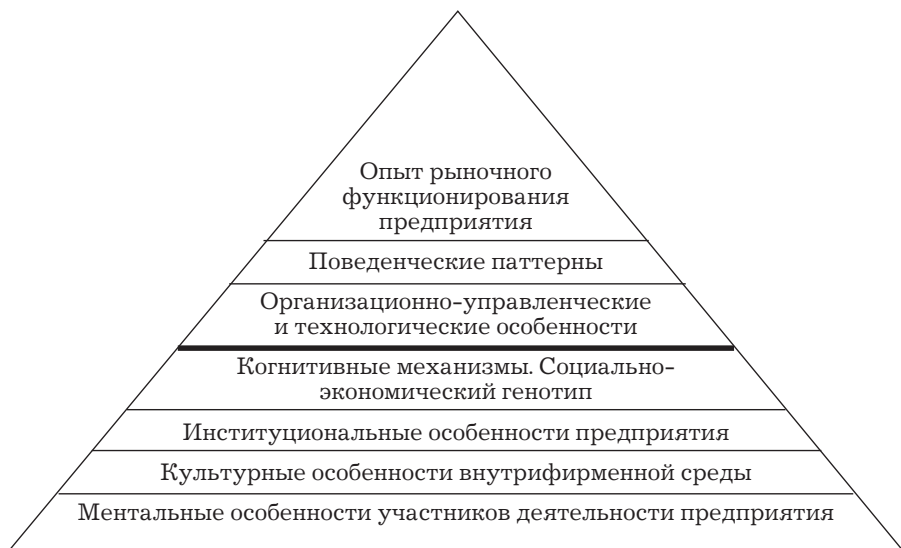 Опыт рыночного
функционирования
предприятия
Поведенческие паттерны
Организационно-управленческие
и технологические особенности
Когнитивные механизмы. Социально-
экономический генотип
Институциональные особенности предприятия
Культурные особенности внутрифирменной среды
Ментальные особенности участников деятельности предприятия